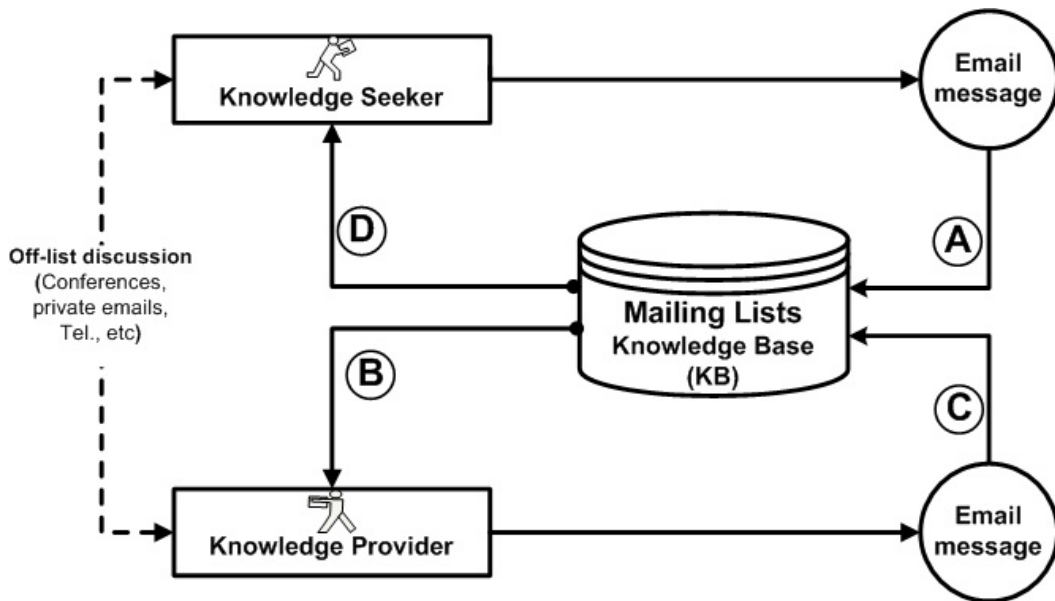 Knowledge Seeker
Email
message
D
A
Off-list discussion
(Conferences,
private emails,
Tel., etc)
Mailing Lists
Knowledge Base
(KB)
B
C
Knowledge Provider
Email
message